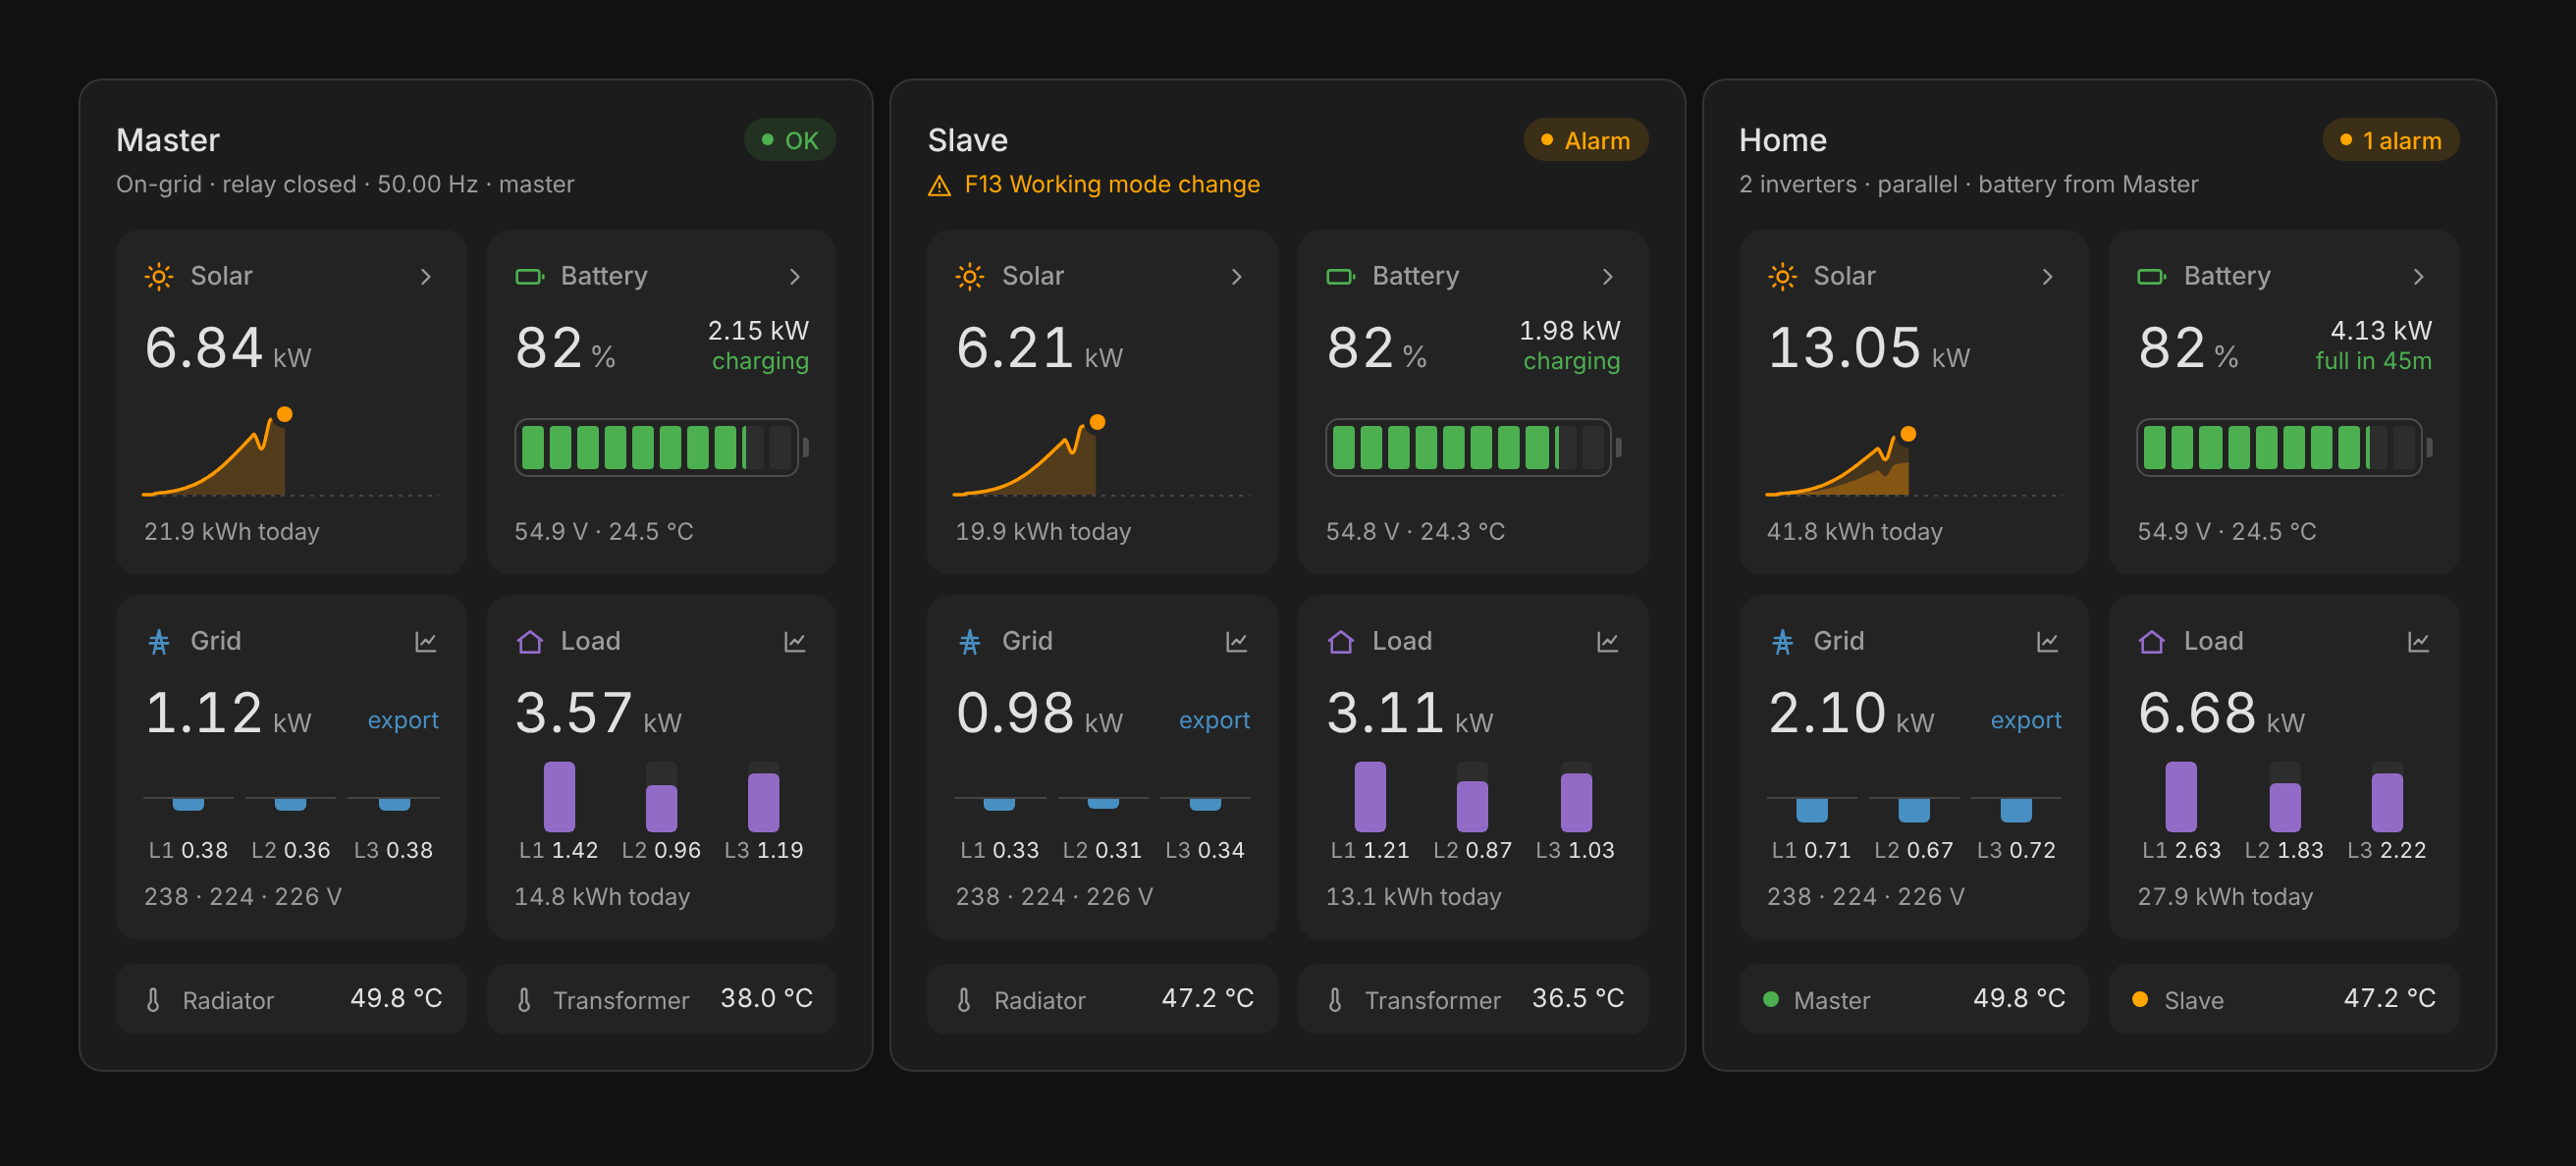 Master
OK
On-grid · relay closed · 50.00 Hz · master
Solar
6.84 kW
21.9 kWh today
Battery
82 %
2.15 kW
charging
54.9 V · 24.5 °C
Grid
1.12 kW
export
L1 0.38 L2 0.36 L3 0.38
238 · 224 · 226 V
Load
3.57 kW
L1 1.42 L2 0.96 L3 1.19
14.8 kWh today
Radiator 49.8 °C
Transformer 38.0 °C
Slave
Alarm
F13 Working mode change
Solar
6.21 kW
19.9 kWh today
Battery
82 %
1.98 kW
charging
54.8 V · 24.3 °C
Grid
0.98 kW
export
L1 0.33 L2 0.31 L3 0.34
238 · 224 · 226 V
Load
3.11 kW
L1 1.21 L2 0.87 L3 1.03
13.1 kWh today
Radiator 47.2 °C
Transformer 36.5 °C
Home
1 alarm
2 inverters · parallel · battery from Master
Solar
13.05 kW
41.8 kWh today
Battery
82 %
4.13 kW
full in 45m
54.9 V · 24.5 °C
Grid
2.10 kW
export
L1 0.71 L2 0.67 L3 0.72
238 · 224 · 226 V
Load
6.68 kW
L1 2.63 L2 1.83 L3 2.22
27.9 kWh today
Master 49.8 °C
Slave 47.2 °C